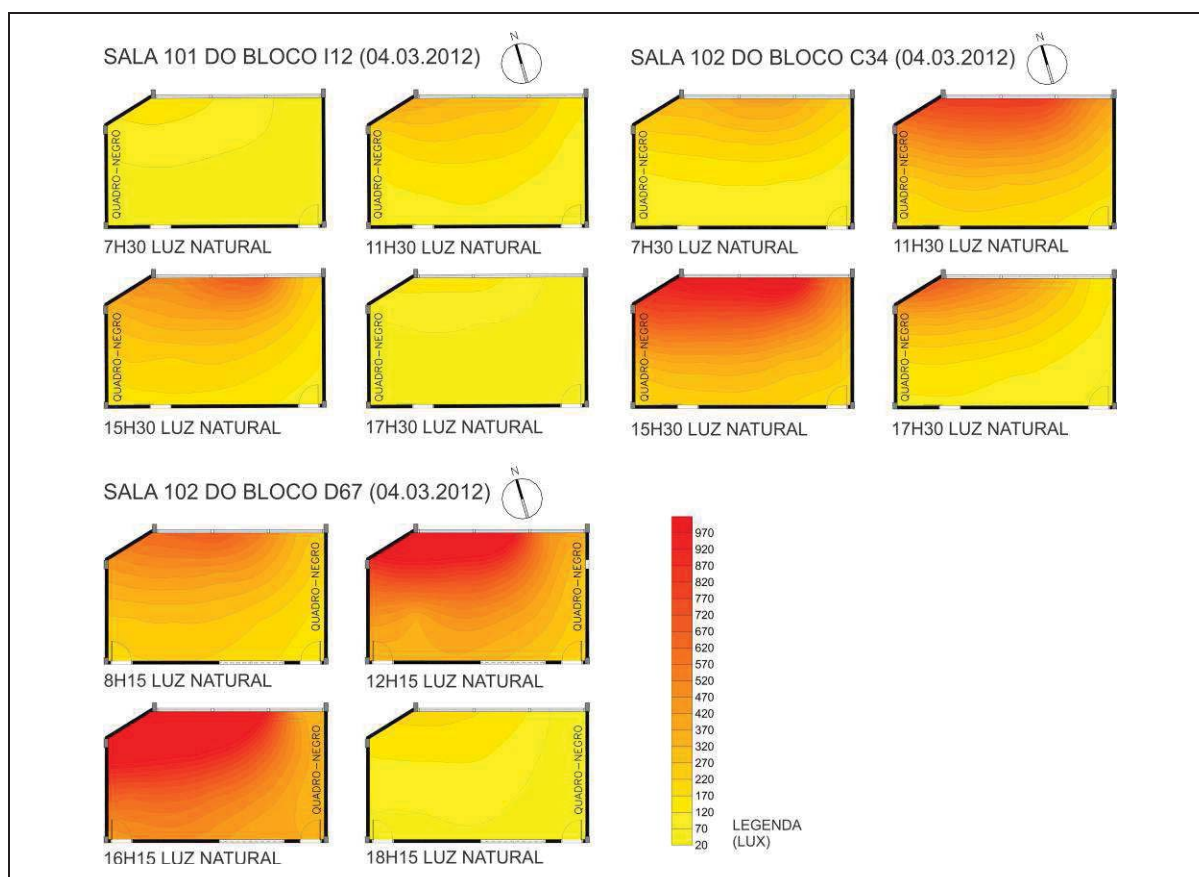 SALA 101 DO BLOCO I12 (04.03.2012)
N
QUADRO-NEGRO
7H30 LUZ NATURAL
QUADRO-NEGRO
11H30 LUZ NATURAL
QUADRO-NEGRO
15H30 LUZ NATURAL
QUADRO-NEGRO
17H30 LUZ NATURAL
SALA 102 DO BLOCO C34 (04.03.2012)
N
QUADRO-NEGRO
7H30 LUZ NATURAL
QUADRO-NEGRO
11H30 LUZ NATURAL
QUADRO-NEGRO
15H30 LUZ NATURAL
QUADRO-NEGRO
17H30 LUZ NATURAL
SALA 102 DO BLOCO D67 (04.03.2012)
N
QUADRO-NEGRO
8H15 LUZ NATURAL
QUADRO-NEGRO
12H15 LUZ NATURAL
QUADRO-NEGRO
16H15 LUZ NATURAL
QUADRO-NEGRO
18H15 LUZ NATURAL
970
920
870
820
770
720
670
620
570
520
470
420
370
320
270
220
170
120
70
20
LEGENDA
(LUX)